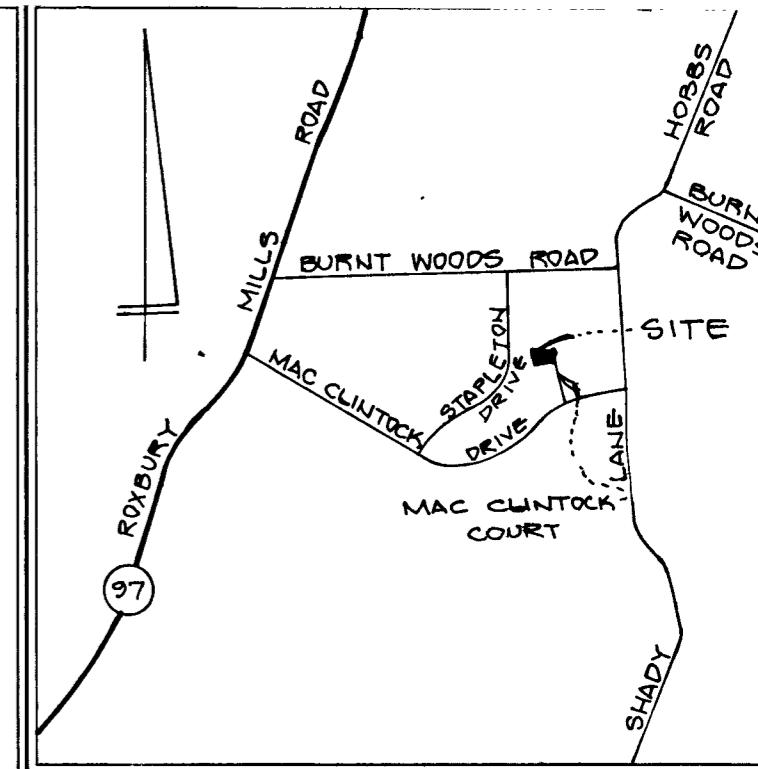 HOBBS
ROAD
BURN
WOODS
ROAD
ROXBURY MILLS ROAD
BURNT WOODS ROAD
SITE
STAPLETON
DRIVE
MAC CLINTOCK
DRIVE
MAC CLINTOCK
COURT
SHADY LANE
97